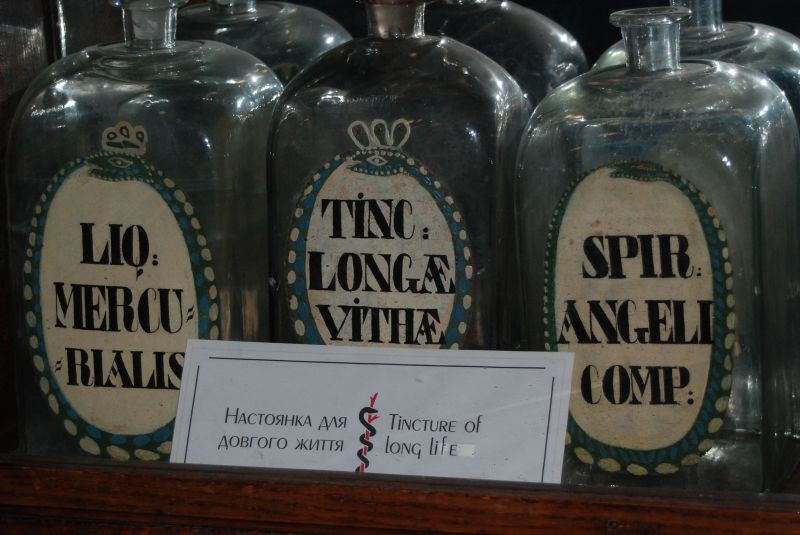 LIQ:
MERCU=
=RIALIS
TINC:
LONGÆ
VITHÆ
SPIR:
ANGELI
COMP:
Настоянка для
довгого життя
Tincture of
long life